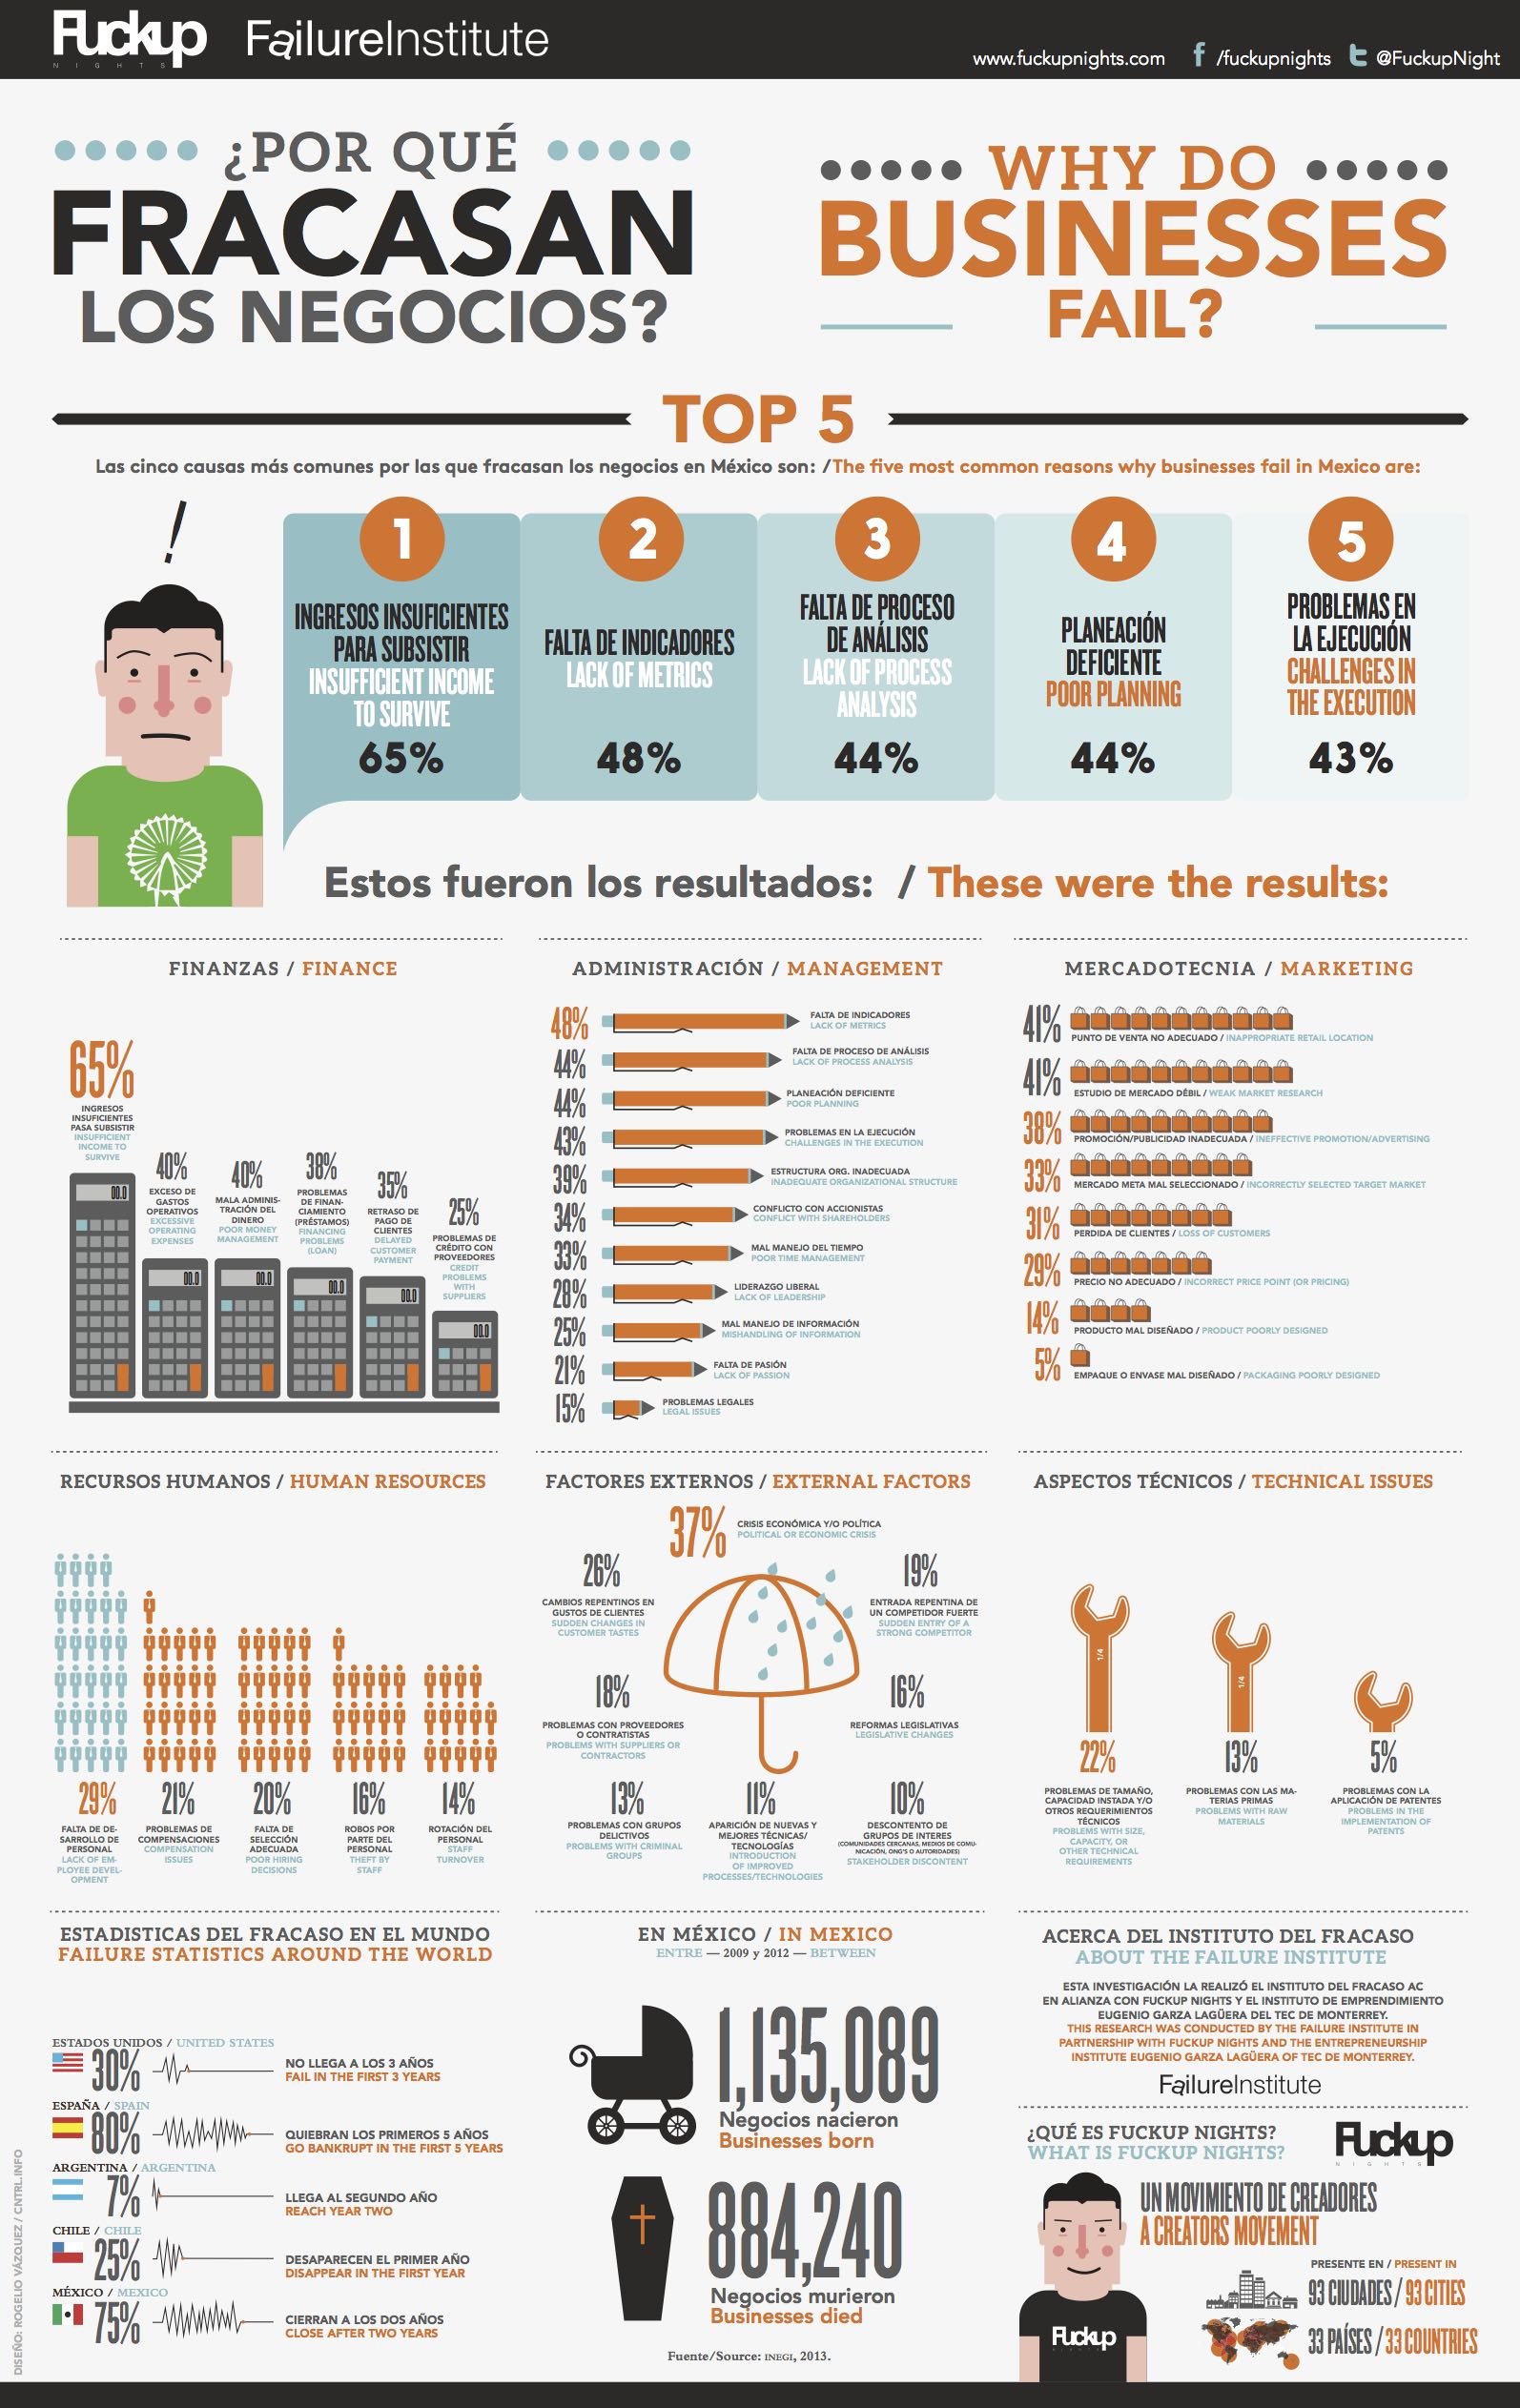 Fuckup
NIGHTS
FailureInstitute
www.fuckupnights.com
/fuckupnights
@FuckupNight
¿POR QUÉ
FRACASAN
LOS NEGOCIOS?
WHY DO
BUSINESSES
FAIL?
TOP 5
Las cinco causas más comunes por las que fracasan los negocios en México son: /The five most common reasons why businesses fail in Mexico are:
!
1
INGRESOS INSUFICIENTES
PARA SUBSISTIR
INSUFFICIENT INCOME
TO SURVIVE
65%
2
FALTA DE INDICADORES
LACK OF METRICS
48%
3
FALTA DE PROCESO
DE ANÁLISIS
LACK OF PROCESS
ANALYSIS
44%
4
PLANEACIÓN
DEFICIENTE
POOR PLANNING
44%
5
PROBLEMAS EN
LA EJECUCIÓN
CHALLENGES IN
THE EXECUTION
43%
Estos fueron los resultados: / These were the results:
FINANZAS / FINANCE
65%
INGRESOS
INSUFICIENTES
PASA SUBSISTIR
INSUFFICIENT
INCOME TO
SURVIVE
00.0
40%
EXCESO DE
GASTOS
OPERATIVOS
EXCESSIVE
OPERATING
EXPENSES
00.0
40%
MALA ADMINIS-
TRACIÓN DEL
DINERO
POOR MONEY
MANAGEMENT
00.0
38%
PROBLEMAS
DE FINAN-
CIAMIENTO
(PRÉSTAMOS)
FINANCING
PROBLEMS
(LOAN)
00.0
35%
RETRASO DE
PAGO DE
CLIENTES
DELAYED
CUSTOMER
PAYMENT
00.0
25%
PROBLEMAS DE
CRÉDITO CON
PROVEEDORES
CREDIT
PROBLEMS
WITH
SUPPLIERS
00.0
ADMINISTRACIÓN / MANAGEMENT
48%
FALTA DE INDICADORES
LACK OF METRICS
44%
FALTA DE PROCESO DE ANÁLISIS
LACK OF PROCESS ANALYSIS
44%
PLANEACIÓN DEFICIENTE
POOR PLANNING
43%
PROBLEMAS EN LA EJECUCIÓN
CHALLENGES IN THE EXECUTION
39%
ESTRUCTURA ORG. INADECUADA
INADEQUATE ORGANIZATIONAL STRUCTURE
34%
CONFLICTO CON ACCIONISTAS
CONFLICT WITH SHAREHOLDERS
33%
MAL MANEJO DEL TIEMPO
POOR TIME MANAGEMENT
28%
LIDERAZGO LIBERAL
LACK OF LEADERSHIP
25%
MAL MANEJO DE INFORMACIÓN
MISHANDLING OF INFORMATION
21%
FALTA DE PASIÓN
LACK OF PASSION
15%
PROBLEMAS LEGALES
LEGAL ISSUES
MERCADOTECNIA / MARKETING
41%
PUNTO DE VENTA NO ADECUADO / INAPPROPRIATE RETAIL LOCATION
41%
ESTUDIO DE MERCADO DÉBIL / WEAK MARKET RESEARCH
38%
PROMOCIÓN/PUBLICIDAD INADECUADA / INEFFECTIVE PROMOTION/ADVERTISING
33%
MERCADO META MAL SELECCIONADO / INCORRECTLY SELECTED TARGET MARKET
31%
PERDIDA DE CLIENTES / LOSS OF CUSTOMERS
29%
PRECIO NO ADECUADO / INCORRECT PRICE POINT (OR PRICING)
14%
PRODUCTO MAL DISEÑADO / PRODUCT POORLY DESIGNED
5%
EMPAQUE O ENVASE MAL DISEÑADO / PACKAGING POORLY DESIGNED
RECURSOS HUMANOS / HUMAN RESOURCES
29%
FALTA DE DE-
SARROLLO DE
PERSONAL
LACK OF EM-
PLOYEE DEVEL-
OPMENT
21%
PROBLEMAS DE
COMPENSACIONES
COMPENSATION
ISSUES
20%
FALTA DE
SELECCIÓN
ADECUADA
POOR HIRING
DECISIONS
16%
ROBOS POR
PARTE DEL
PERSONAL
THEFT BY
STAFF
14%
ROTACIÓN DEL
PERSONAL
STAFF
TURNOVER
FACTORES EXTERNOS / EXTERNAL FACTORS
37%
CRISIS ECONÓMICA Y/O POLÍTICA
POLITICAL OR ECONOMIC CRISIS
26%
CAMBIOS REPENTINOS EN
GUSTOS DE CLIENTES
SUDDEN CHANGES IN
CUSTOMER TASTES
19%
ENTRADA REPENTINA DE
UN COMPETIDOR FUERTE
SUDDEN ENTRY OF A
STRONG COMPETITOR
18%
PROBLEMAS CON PROVEEDORES
O CONTRATISTAS
PROBLEMS WITH SUPPLIERS OR
CONTRACTORS
16%
REFORMAS LEGISLATIVAS
LEGISLATIVE CHANGES
13%
PROBLEMAS CON GRUPOS
DELICTIVOS
PROBLEMS WITH CRIMINAL
GROUPS
11%
APARICIÓN DE NUEVAS Y
MEJORES TÉCNICAS/
TECNOLOGÍAS
INTRODUCTION
OF IMPROVED
PROCESSES/TECHNOLOGIES
10%
DESCONTENTO DE
GRUPOS DE INTERES
(COMUNIDADES CERCANAS, MEDIOS DE COMU-
NICACIÓN, ONG'S O AUTORIDADES)
STAKEHOLDER DISCONTENT
ASPECTOS TÉCNICOS / TECHNICAL ISSUES
1/4
1/4
22%
PROBLEMAS DE TAMAÑO,
CAPACIDAD INSTADA Y/O
OTROS REQUERIMIENTOS
TÉCNICOS
PROBLEMS WITH SIZE,
CAPACITY, OR
OTHER TECHNICAL
REQUIREMENTS
13%
PROBLEMAS CON LAS MA-
TERIAS PRIMAS
PROBLEMS WITH RAW
MATERIALS
5%
PROBLEMAS CON LA
APLICACIÓN DE PATENTES
PROBLEMS IN THE
IMPLEMENTATION OF
PATENTS
ESTADISTICAS DEL FRACASO EN EL MUNDO
FAILURE STATISTICS AROUND THE WORLD
ESTADOS UNIDOS / UNITED STATES
30%
NO LLEGA A LOS 3 AÑOS
FAIL IN THE FIRST 3 YEARS
ESPAÑA / SPAIN
80%
QUIEBRAN LOS PRIMEROS 5 AÑOS
GO BANKRUPT IN THE FIRST 5 YEARS
ARGENTINA / ARGENTINA
7%
LLEGA AL SEGUNDO AÑO
REACH YEAR TWO
CHILE / CHILE
25%
DESAPARECEN EL PRIMER AÑO
DISAPPEAR IN THE FIRST YEAR
MÉXICO / MEXICO
75%
CIERRAN A LOS DOS AÑOS
CLOSE AFTER TWO YEARS
DISEÑO: ROGELIO VÁZQUEZ / CNTRL.INFO
EN MÉXICO / IN MEXICO
ENTRE — 2009 y 2012 — BETWEEN
1,135,089
Negocios nacieron
Businesses born
884,240
Negocios murieron
Businesses died
Fuente/Source: INEGI, 2013.
ACERCA DEL INSTITUTO DEL FRACASO
ABOUT THE FAILURE INSTITUTE
ESTA INVESTIGACIÓN LA REALIZÓ EL INSTITUTO DEL FRACASO AC
EN ALIANZA CON FUCKUP NIGHTS Y EL INSTITUTO DE EMPRENDIMIENTO
EUGENIO GARZA LAGÜERA DEL TEC DE MONTERREY.
THIS RESEARCH WAS CONDUCTED BY THE FAILURE INSTITUTE IN
PARTNERSHIP WITH FUCKUP NIGHTS AND THE ENTREPRENEURSHIP
INSTITUTE EUGENIO GARZA LAGÜERA OF TEC DE MONTERREY.
FailureInstitute
¿QUÉ ES FUCKUP NIGHTS?
WHAT IS FUCKUP NIGHTS?
Fuckup
NIGHTS
UN MOVIMIENTO DE CREADORES
A CREATORS MOVEMENT
PRESENTE EN / PRESENT IN
93 CIUDADES / 93 CITIES
33 PAÍSES / 33 COUNTRIES
Fuckup